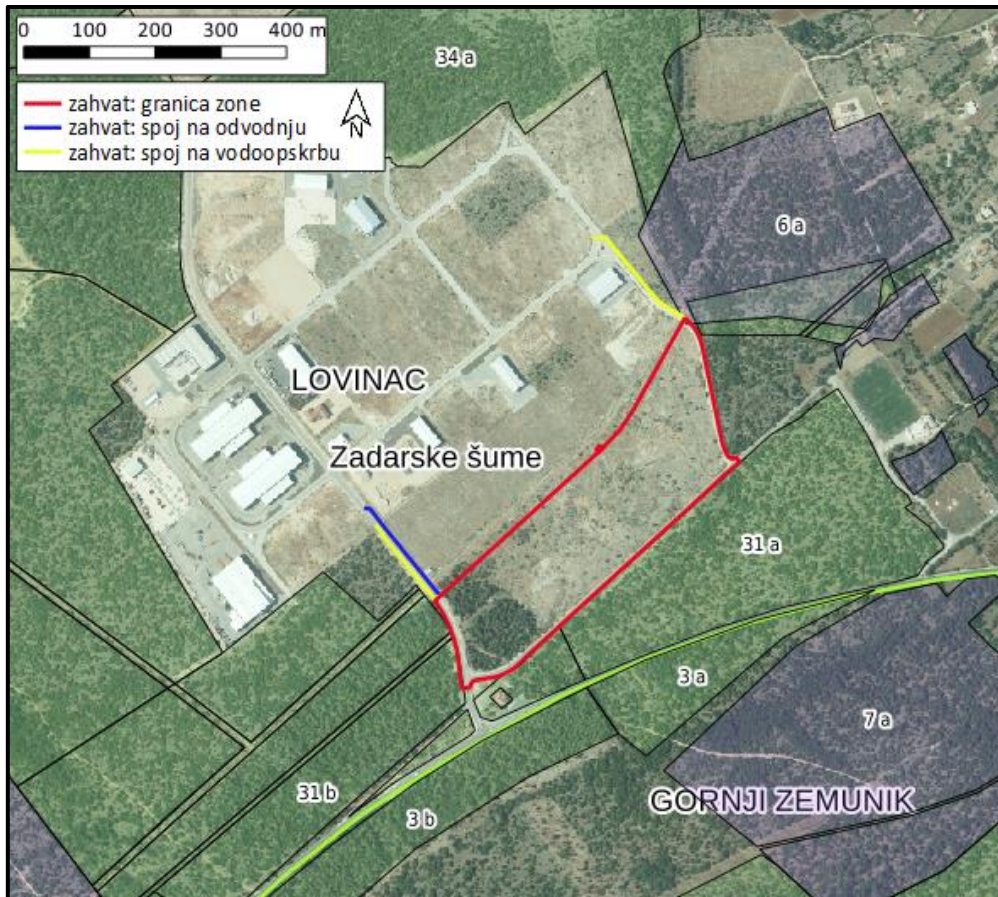 0 100 200 300 400 m
zahvat: granica zone
zahvat: spoj na odvodnju
zahvat: spoj na vodoopskrbu
N
34 a
6 a
LOVINAC
Zadarske šume
31 a
3 a
7 a
31 b
3 b
GORNJI ZEMUNIK